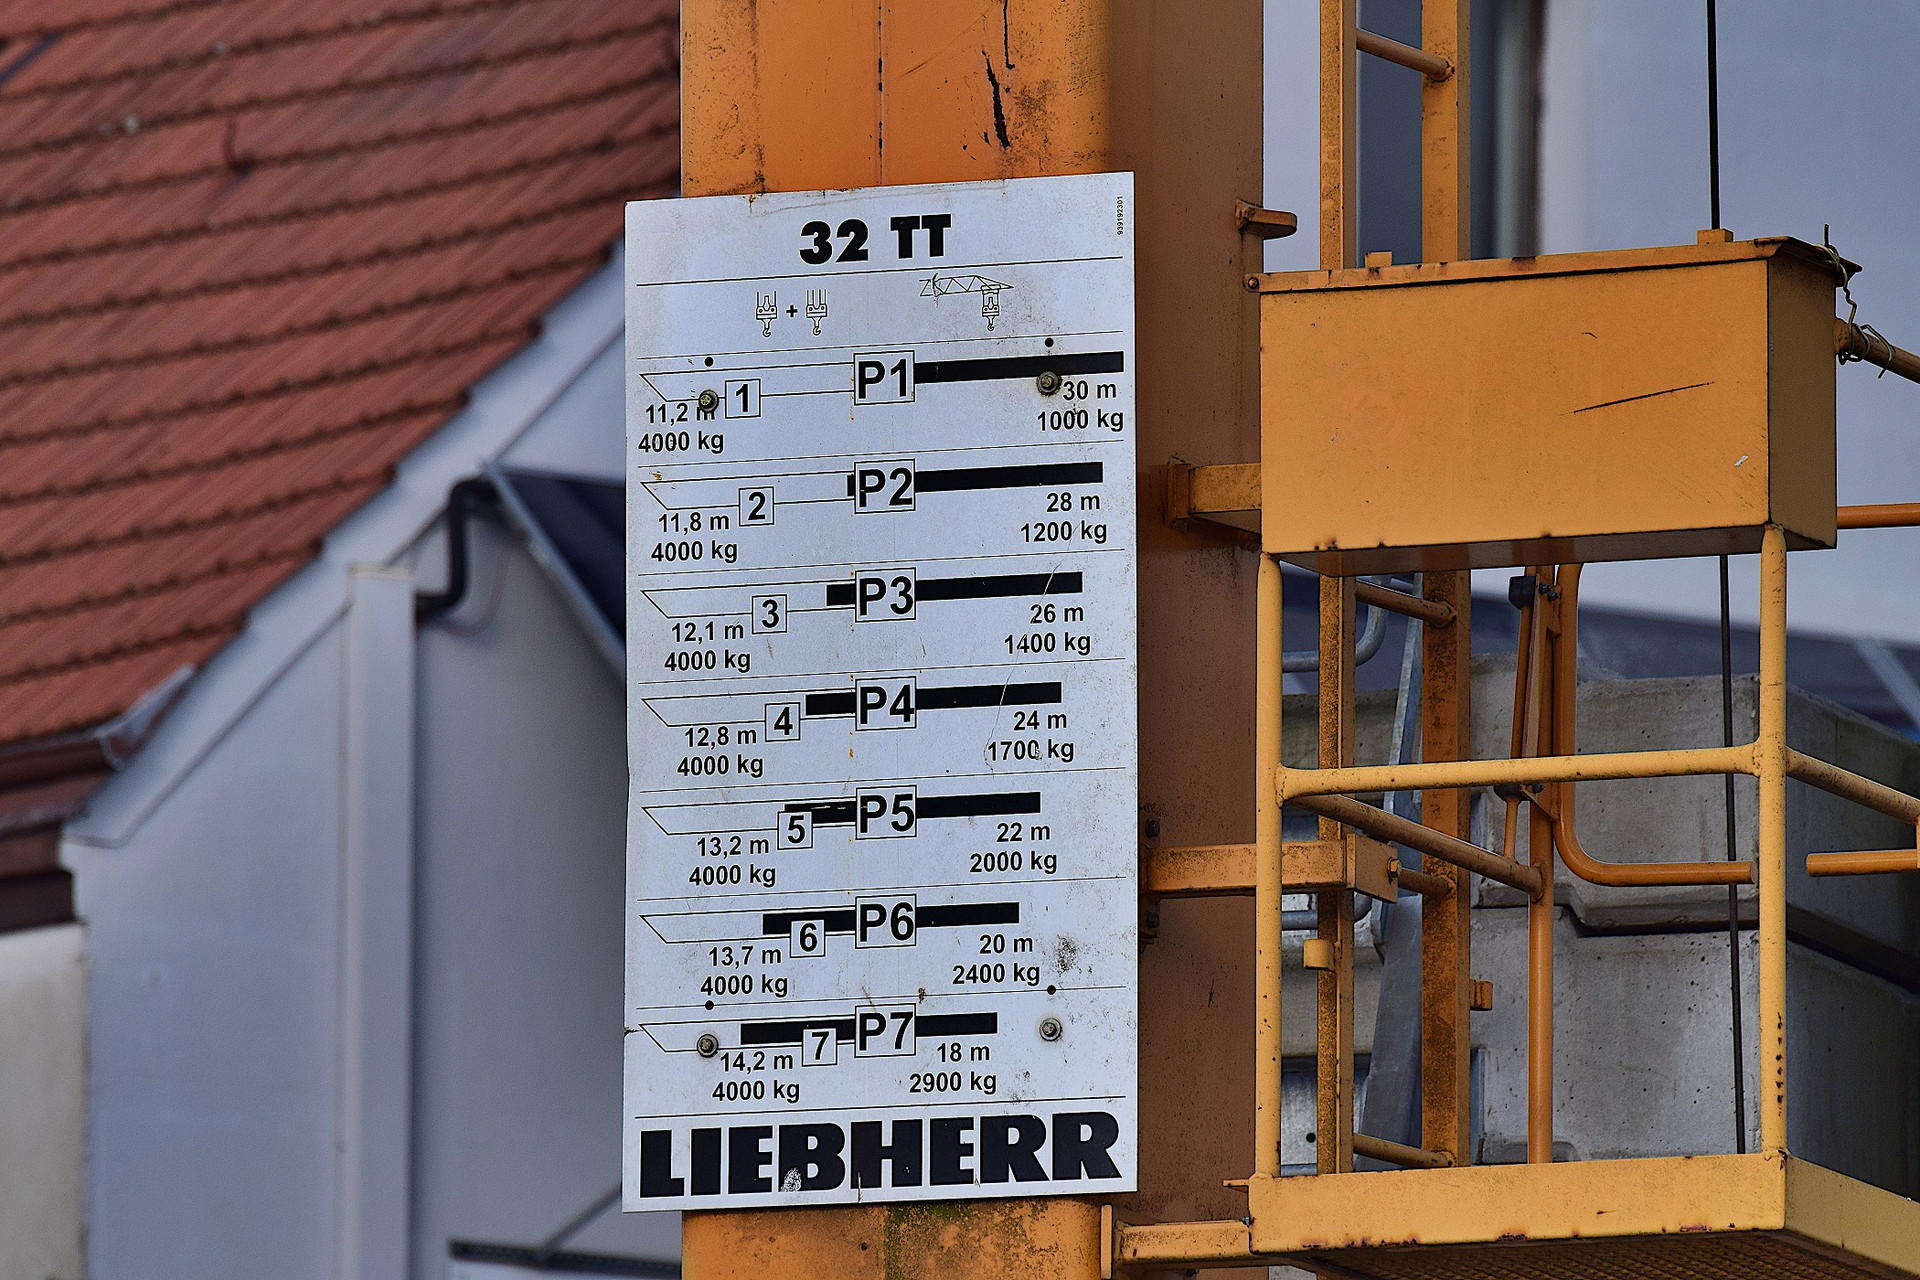 32 TT
939192301
+
P1
1
11,2 m
4000 kg
30 m
1000 kg
P2
2
11,8 m
4000 kg
28 m
1200 kg
P3
3
12,1 m
4000 kg
26 m
1400 kg
P4
4
12,8 m
4000 kg
24 m
1700 kg
P5
5
13,2 m
4000 kg
22 m
2000 kg
P6
6
13,7 m
4000 kg
20 m
2400 kg
P7
7
14,2 m
4000 kg
18 m
2900 kg
LIEBHERR